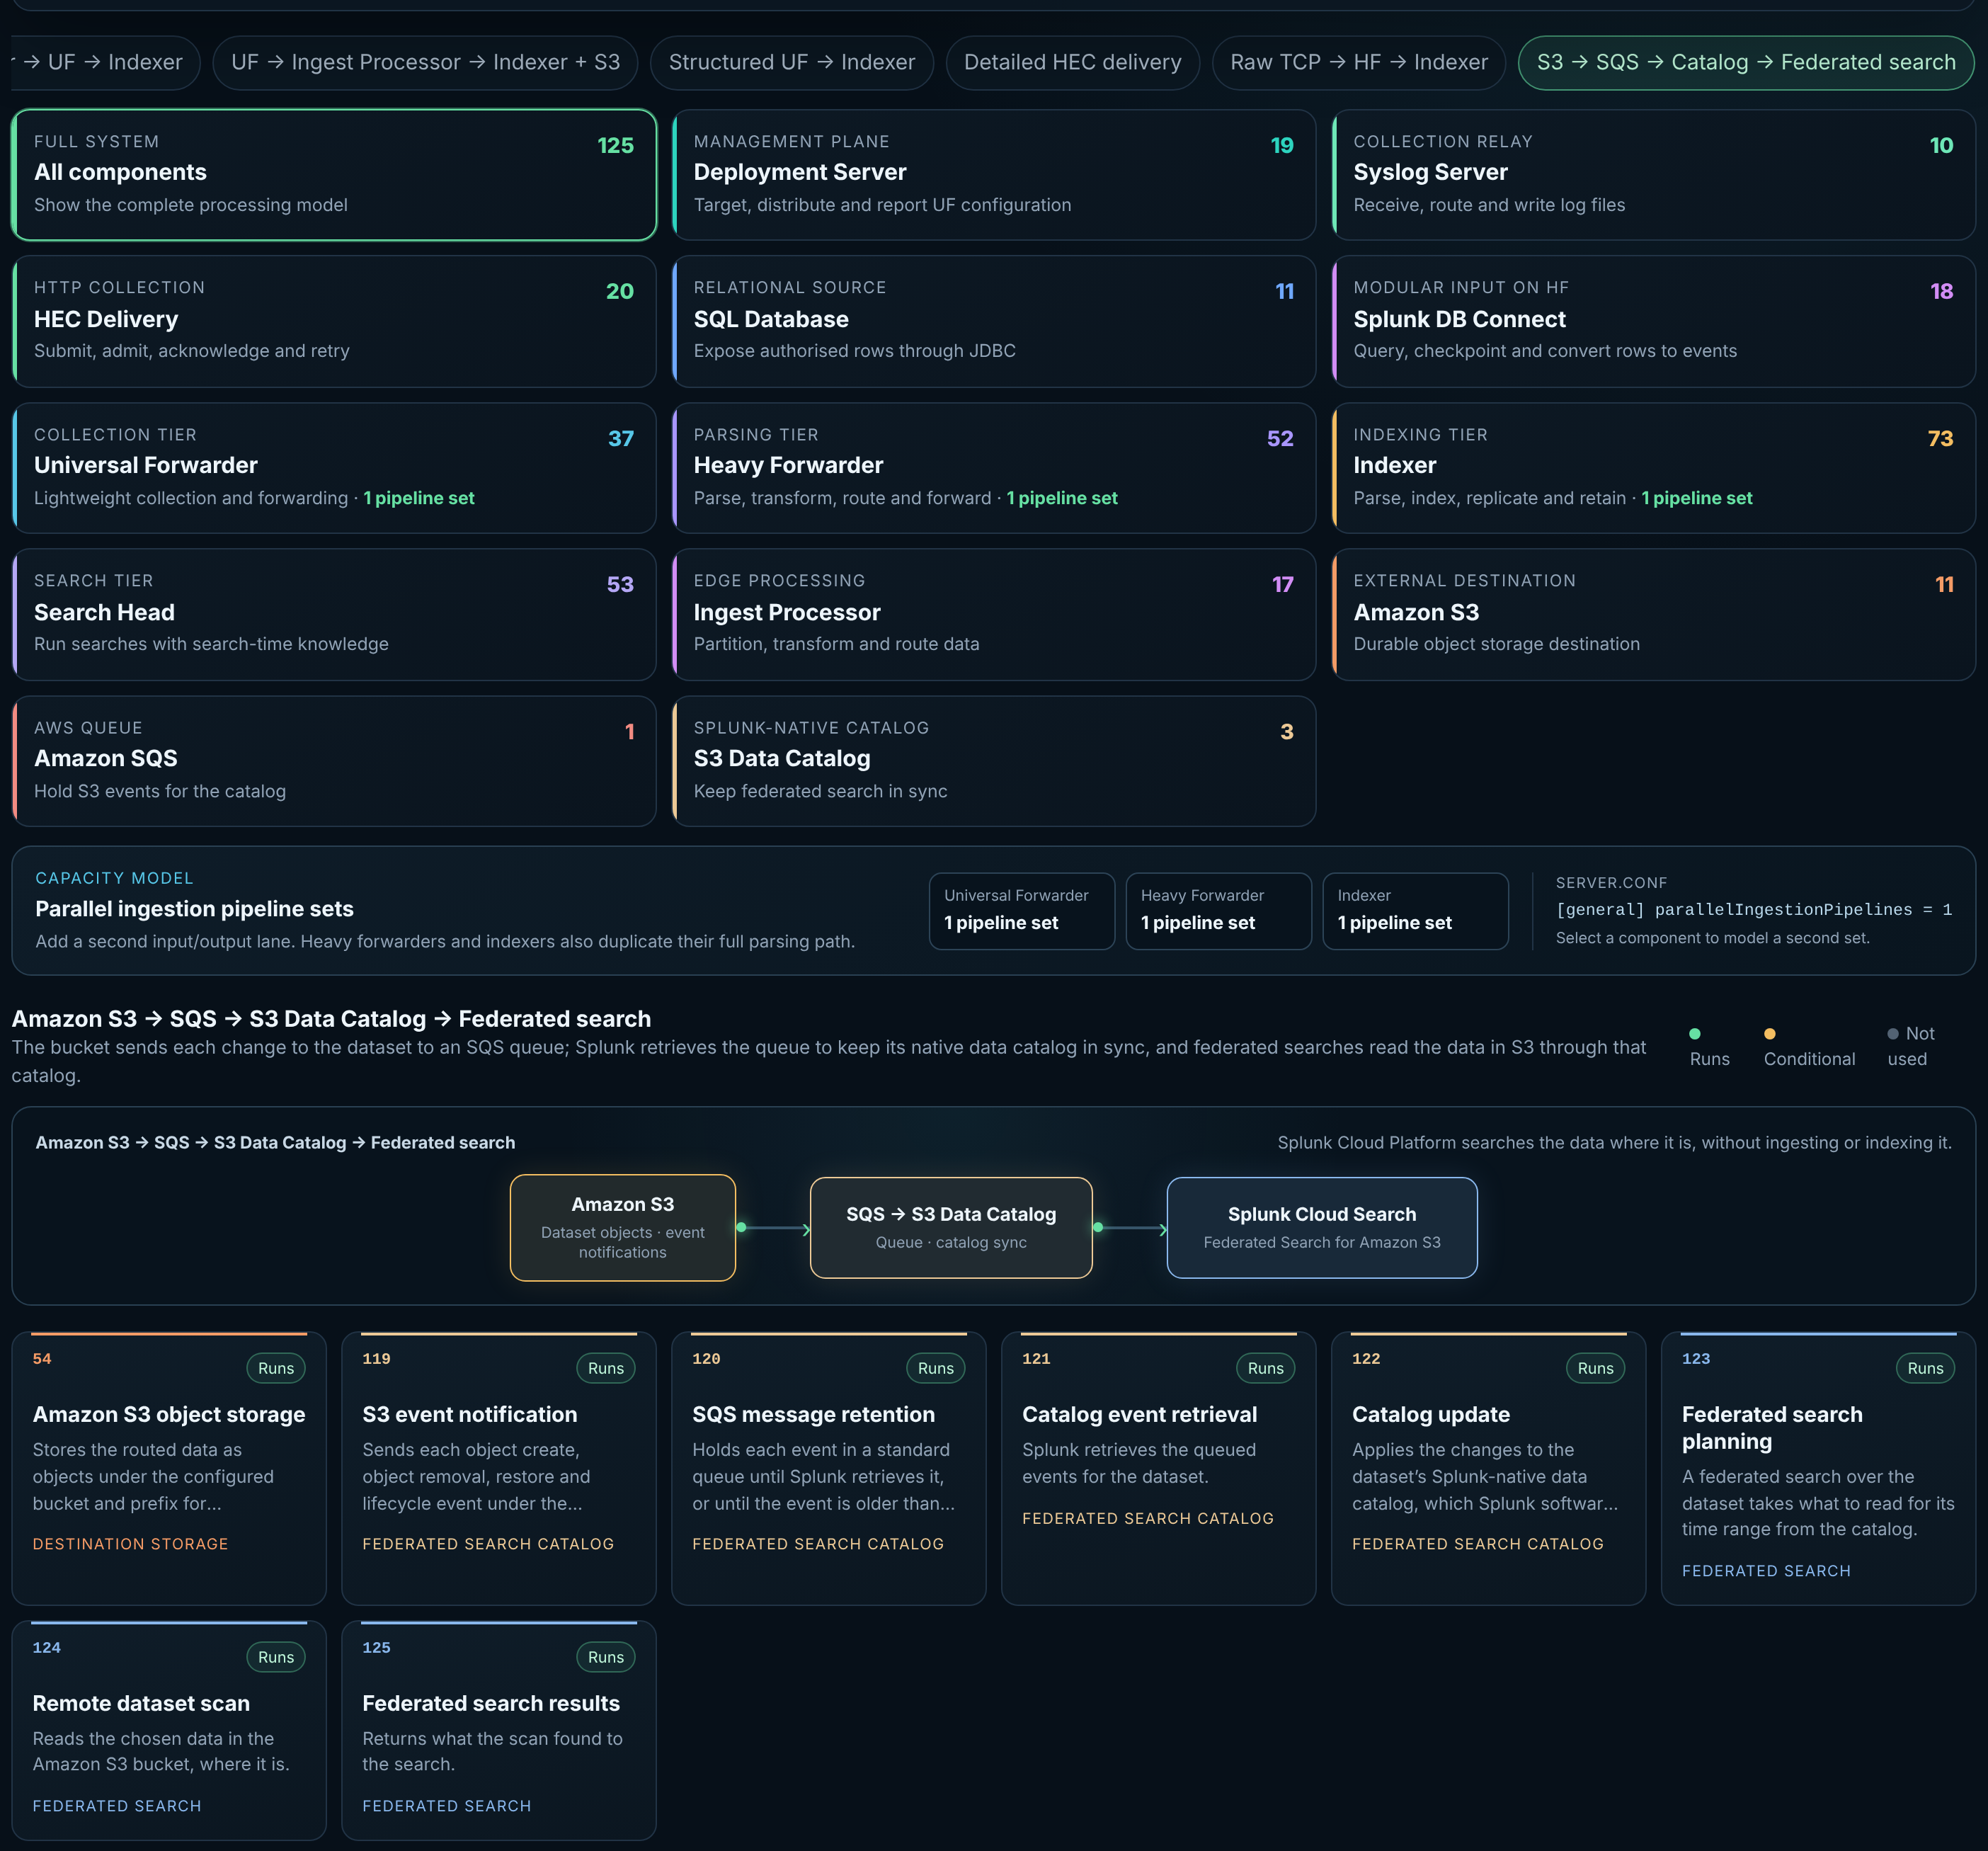 → UF → Indexer
UF → Ingest Processor → Indexer + S3
Structured UF → Indexer
Detailed HEC delivery
Raw TCP → HF → Indexer
S3 → SQS → Catalog → Federated search
FULL SYSTEM
125
All components
Show the complete processing model
MANAGEMENT PLANE
19
Deployment Server
Target, distribute and report UF configuration
COLLECTION RELAY
10
Syslog Server
Receive, route and write log files
HTTP COLLECTION
20
HEC Delivery
Submit, admit, acknowledge and retry
RELATIONAL SOURCE
11
SQL Database
Expose authorised rows through JDBC
MODULAR INPUT ON HF
18
Splunk DB Connect
Query, checkpoint and convert rows to events
COLLECTION TIER
37
Universal Forwarder
Lightweight collection and forwarding · 1 pipeline set
PARSING TIER
52
Heavy Forwarder
Parse, transform, route and forward · 1 pipeline set
INDEXING TIER
73
Indexer
Parse, index, replicate and retain · 1 pipeline set
SEARCH TIER
53
Search Head
Run searches with search-time knowledge
EDGE PROCESSING
17
Ingest Processor
Partition, transform and route data
EXTERNAL DESTINATION
11
Amazon S3
Durable object storage destination
AWS QUEUE
1
Amazon SQS
Hold S3 events for the catalog
SPLUNK-NATIVE CATALOG
3
S3 Data Catalog
Keep federated search in sync
CAPACITY MODEL
Parallel ingestion pipeline sets
Add a second input/output lane. Heavy forwarders and indexers also duplicate their full parsing path.
Universal Forwarder
1 pipeline set
Heavy Forwarder
1 pipeline set
Indexer
1 pipeline set
SERVER.CONF
[general] parallelIngestionPipelines = 1
Select a component to model a second set.
Amazon S3 → SQS → S3 Data Catalog → Federated search
The bucket sends each change to the dataset to an SQS queue; Splunk retrieves the queue to keep its native data catalog in sync, and federated searches read the data in S3 through that
catalog.
Runs
Conditional
Not
used
Amazon S3 → SQS → S3 Data Catalog → Federated search
Splunk Cloud Platform searches the data where it is, without ingesting or indexing it.
Amazon S3
Dataset objects · event
notifications
SQS → S3 Data Catalog
Queue · catalog sync
Splunk Cloud Search
Federated Search for Amazon S3
54
Runs
Amazon S3 object storage
Stores the routed data as
objects under the configured
bucket and prefix for…
DESTINATION STORAGE
119
Runs
S3 event notification
Sends each object create,
object removal, restore and
lifecycle event under the…
FEDERATED SEARCH CATALOG
120
Runs
SQS message retention
Holds each event in a standard
queue until Splunk retrieves it,
or until the event is older than…
FEDERATED SEARCH CATALOG
121
Runs
Catalog event retrieval
Splunk retrieves the queued
events for the dataset.
FEDERATED SEARCH CATALOG
122
Runs
Catalog update
Applies the changes to the
dataset’s Splunk-native data
catalog, which Splunk softwar…
FEDERATED SEARCH CATALOG
123
Runs
Federated search
planning
A federated search over the
dataset takes what to read for its
time range from the catalog.
FEDERATED SEARCH
124
Runs
Remote dataset scan
Reads the chosen data in the
Amazon S3 bucket, where it is.
FEDERATED SEARCH
125
Runs
Federated search results
Returns what the scan found to
the search.
FEDERATED SEARCH